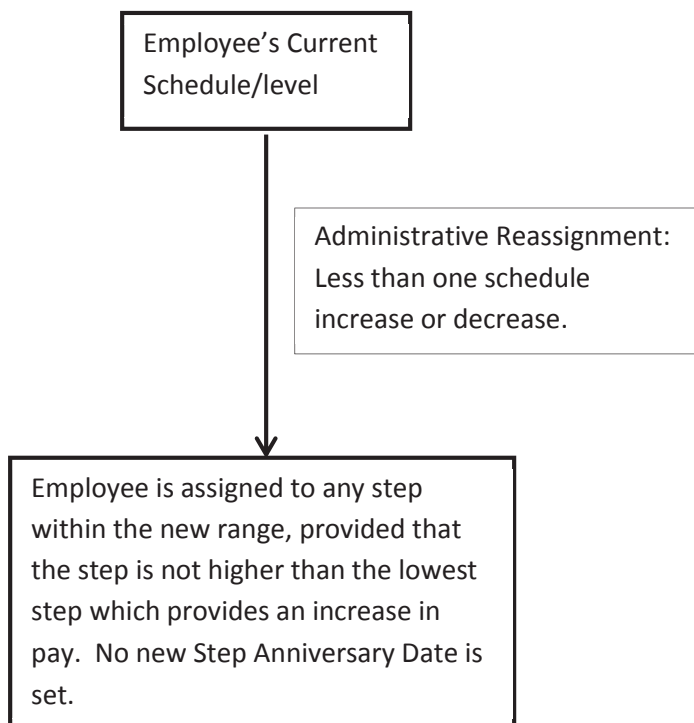 Employee’s Current
Schedule/level
Administrative Reassignment:
Less than one schedule
increase or decrease.
Employee is assigned to any step
within the new range, provided that
the step is not higher than the lowest
step which provides an increase in
pay.  No new Step Anniversary Date is
set.